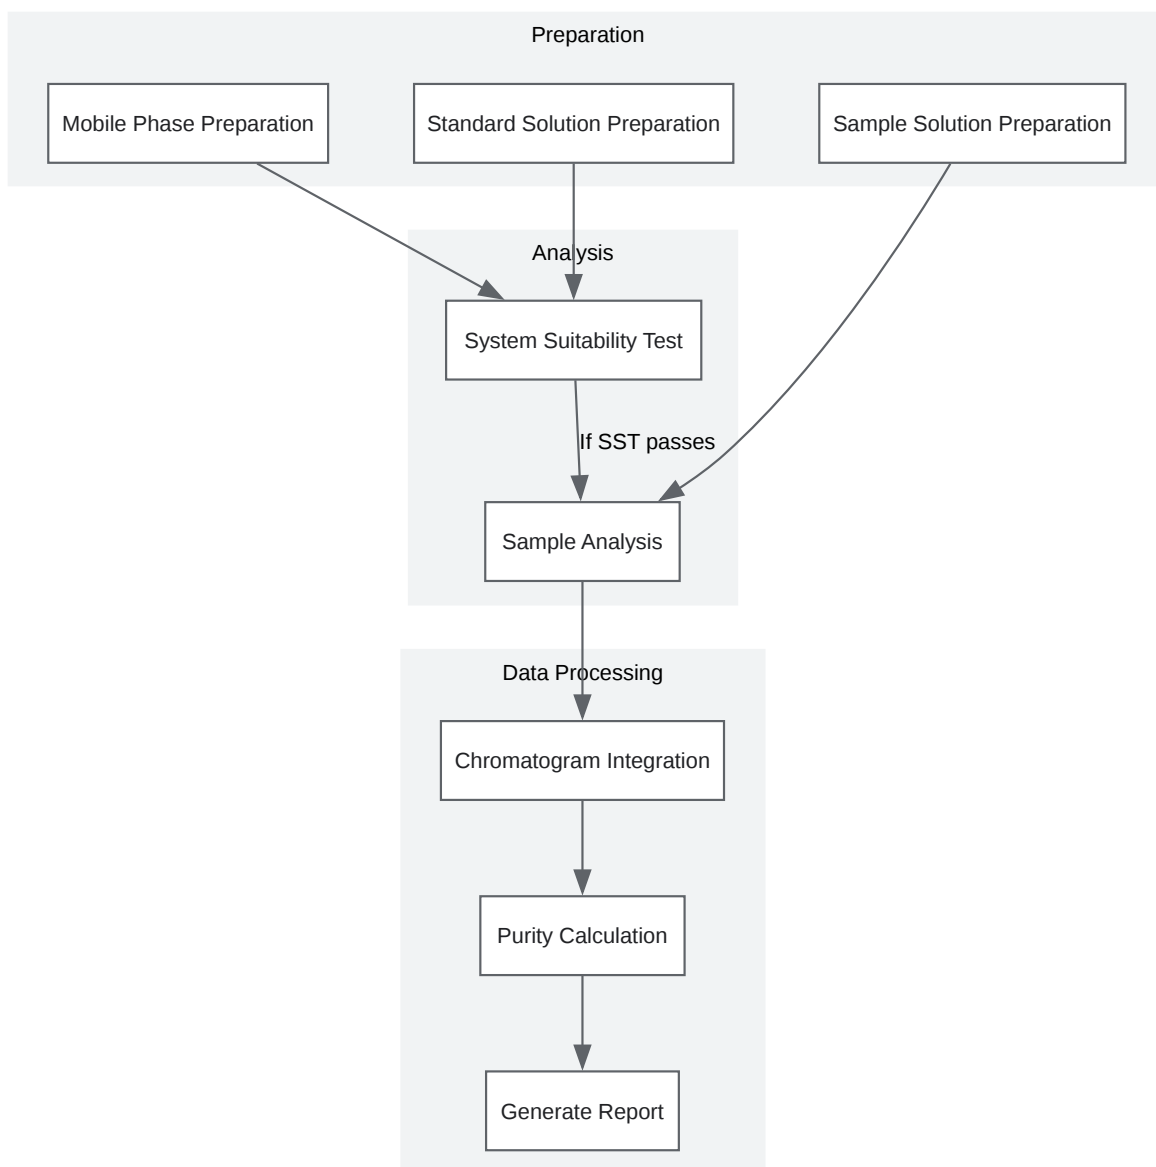 Preparation
Mobile Phase Preparation
Standard Solution Preparation
Sample Solution Preparation
Analysis
System Suitability Test
If SST passes
Sample Analysis
Data Processing
Chromatogram Integration
Purity Calculation
Generate Report